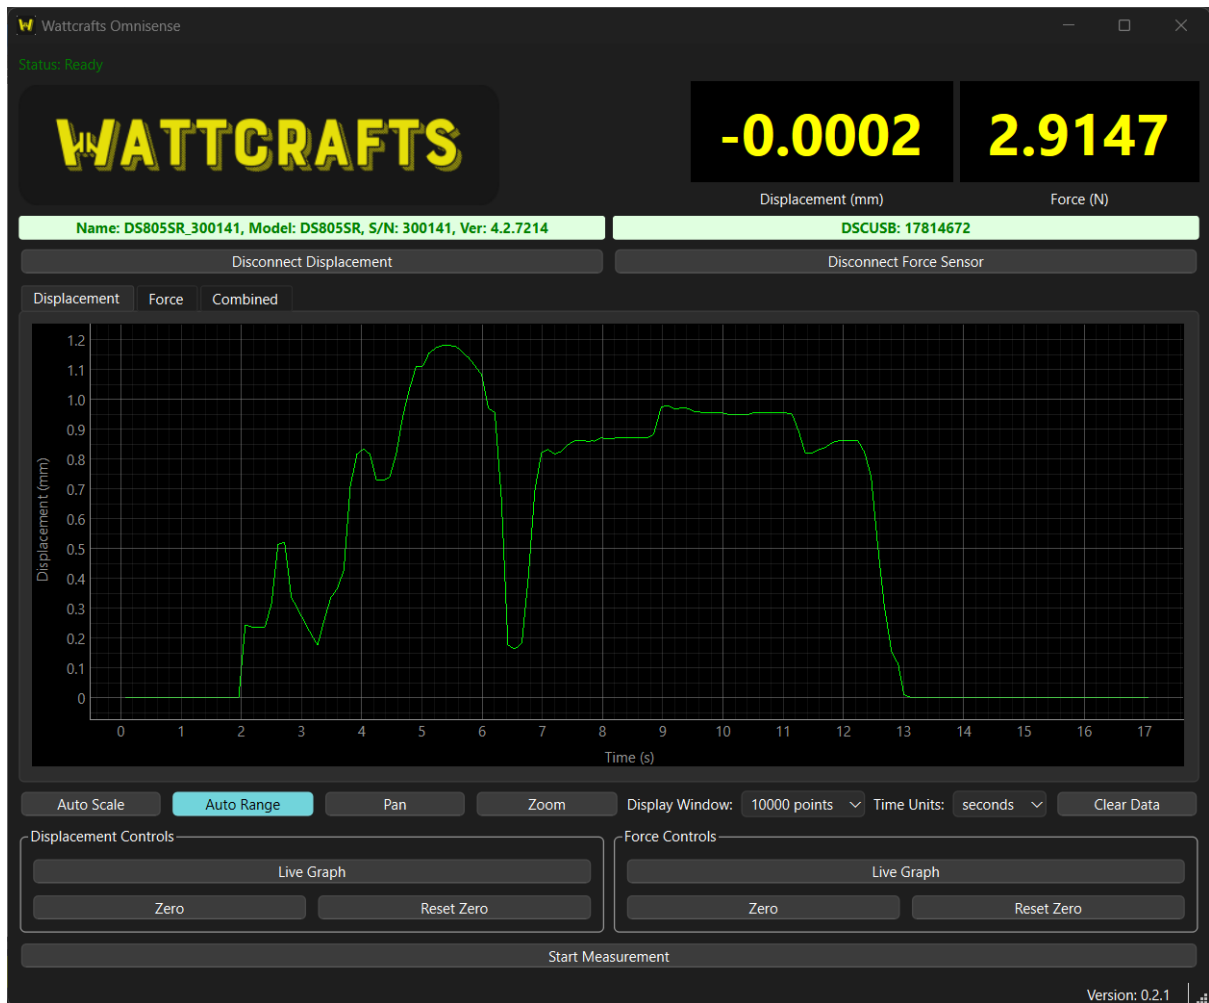 Wattcrafts Omnisense
Status: Ready
WATTCRAFTS
-0.0002
2.9147
Displacement (mm)
Force (N)
Name: DS805SR_300141, Model: DS805SR, S/N: 300141, Ver: 4.2.7214
DSCUSB: 17814672
Disconnect Displacement
Disconnect Force Sensor
Displacement
Force
Combined
Displacement (mm)
1.2
1.1
1.0
0.9
0.8
0.7
0.6
0.5
0.4
0.3
0.2
0.1
0
0 1 2 3 4 5 6 7 8 9 10 11 12 13 14 15 16 17
Time (s)
Auto Scale
Auto Range
Pan
Zoom
Display Window:
10000 points
Time Units:
seconds
Clear Data
Displacement Controls
Live Graph
Zero
Reset Zero
Force Controls
Live Graph
Zero
Reset Zero
Start Measurement
Version: 0.2.1